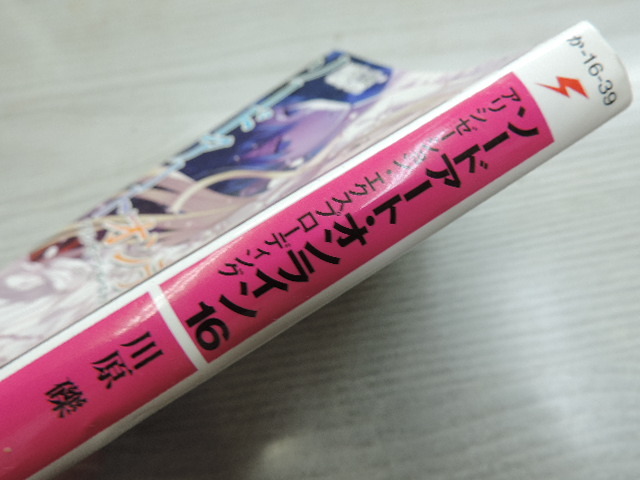 か-16-39
ソードアート・オンライン16
アリシゼーション・エクスプローディング
川原 礫